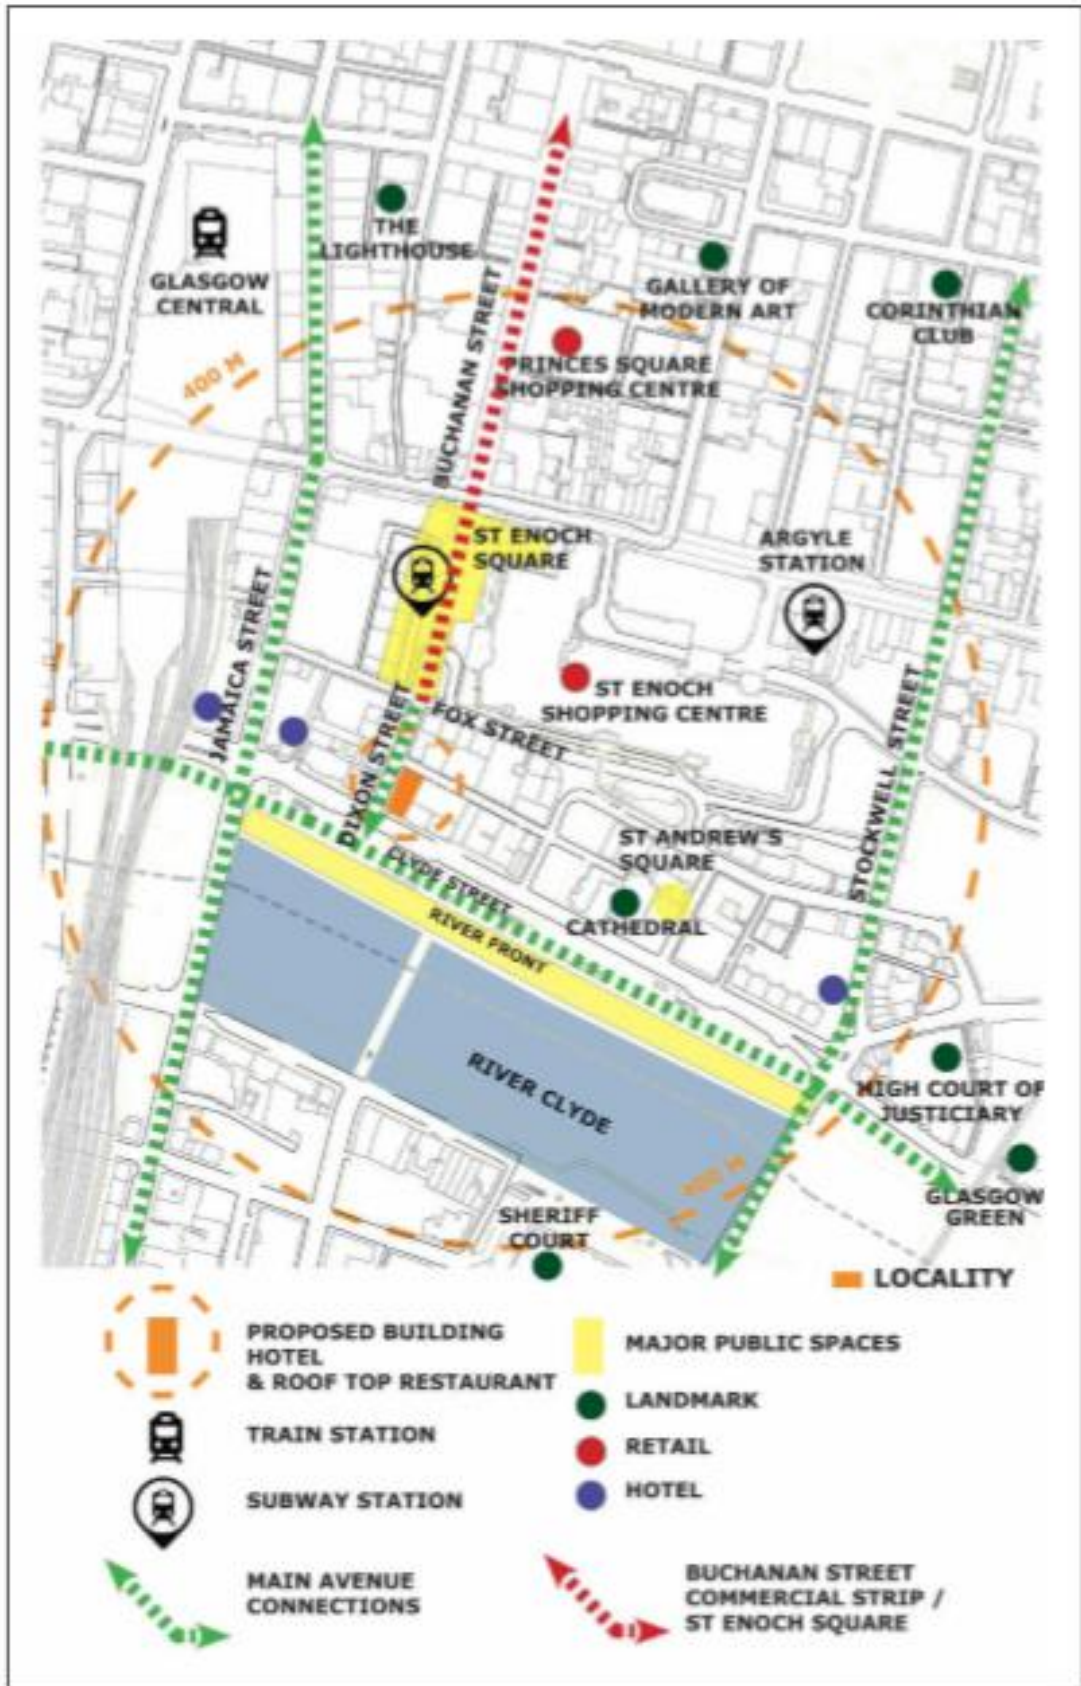 THE
LIGHTHOUSE
GLASGOW
CENTRAL
GALLERY OF
MODERN ART
CORINTHIAN
CLUB
400 M
BUCHANAN STREET
PRINCES SQUARE
SHOPPING CENTRE
ST ENOCH
SQUARE
ARGYLE
STATION
JAMAICA STREET
ST ENOCH
SHOPPING CENTRE
FOX STREET
DIXON STREET
STOCKWELL STREET
ST ANDREW'S
SQUARE
CLYDE STREET
CATHEDRAL
RIVER FRONT
RIVER CLYDE
HIGH COURT OF
JUSTICIARY
400 M
GLASGOW
GREEN
SHERIFF
COURT
LOCALITY
PROPOSED BUILDING
HOTEL
& ROOF TOP RESTAURANT
TRAIN STATION
SUBWAY STATION
MAIN AVENUE
CONNECTIONS
MAJOR PUBLIC SPACES
LANDMARK
RETAIL
HOTEL
BUCHANAN STREET
COMMERCIAL STRIP /
ST ENOCH SQUARE